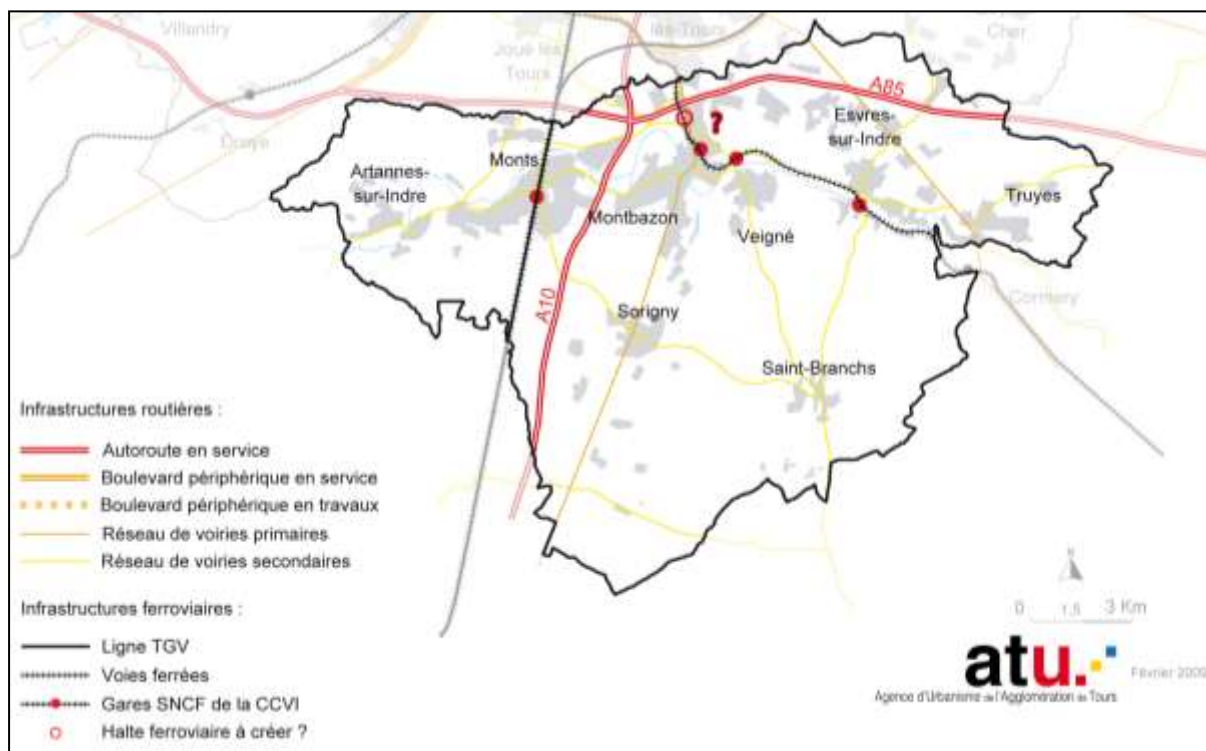 Villandry
Joué lès
Tours
lès-Tours
Cher
A85
?
Esvres-
sur-Indre
Druye
Monts
Artannes-
sur-Indre
Truyes
Montbazon
Veigné
Cormery
A10
Sorigny
Saint-Branchs
Infrastructures routières :
Autoroute en service
Boulevard périphérique en service
Boulevard périphérique en travaux
Réseau de voiries primaires
Réseau de voiries secondaires
Infrastructures ferroviaires :
Ligne TGV
Voies ferrées
Gares SNCF de la CCVI
Halte ferroviaire à créer ?
N
0 1,5 3 Km
atu.
Février 2009
Agence d'Urbanisme de l'Agglomération de Tours